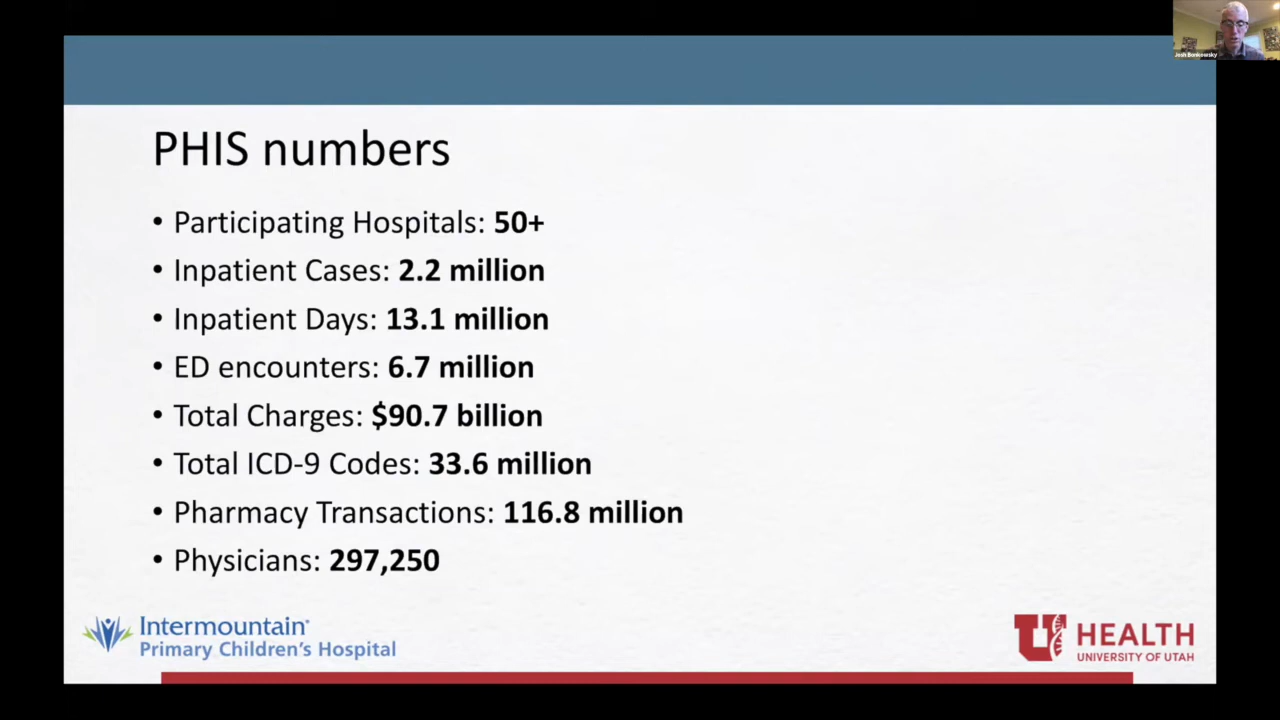 Josh Bonkowsky
PHIS numbers
• Participating Hospitals: 50+
• Inpatient Cases: 2.2 million
• Inpatient Days: 13.1 million
• ED encounters: 6.7 million
• Total Charges: $90.7 billion
• Total ICD-9 Codes: 33.6 million
• Pharmacy Transactions: 116.8 million
• Physicians: 297,250
Intermountain®
Primary Children's Hospital
U HEALTH
UNIVERSITY OF UTAH